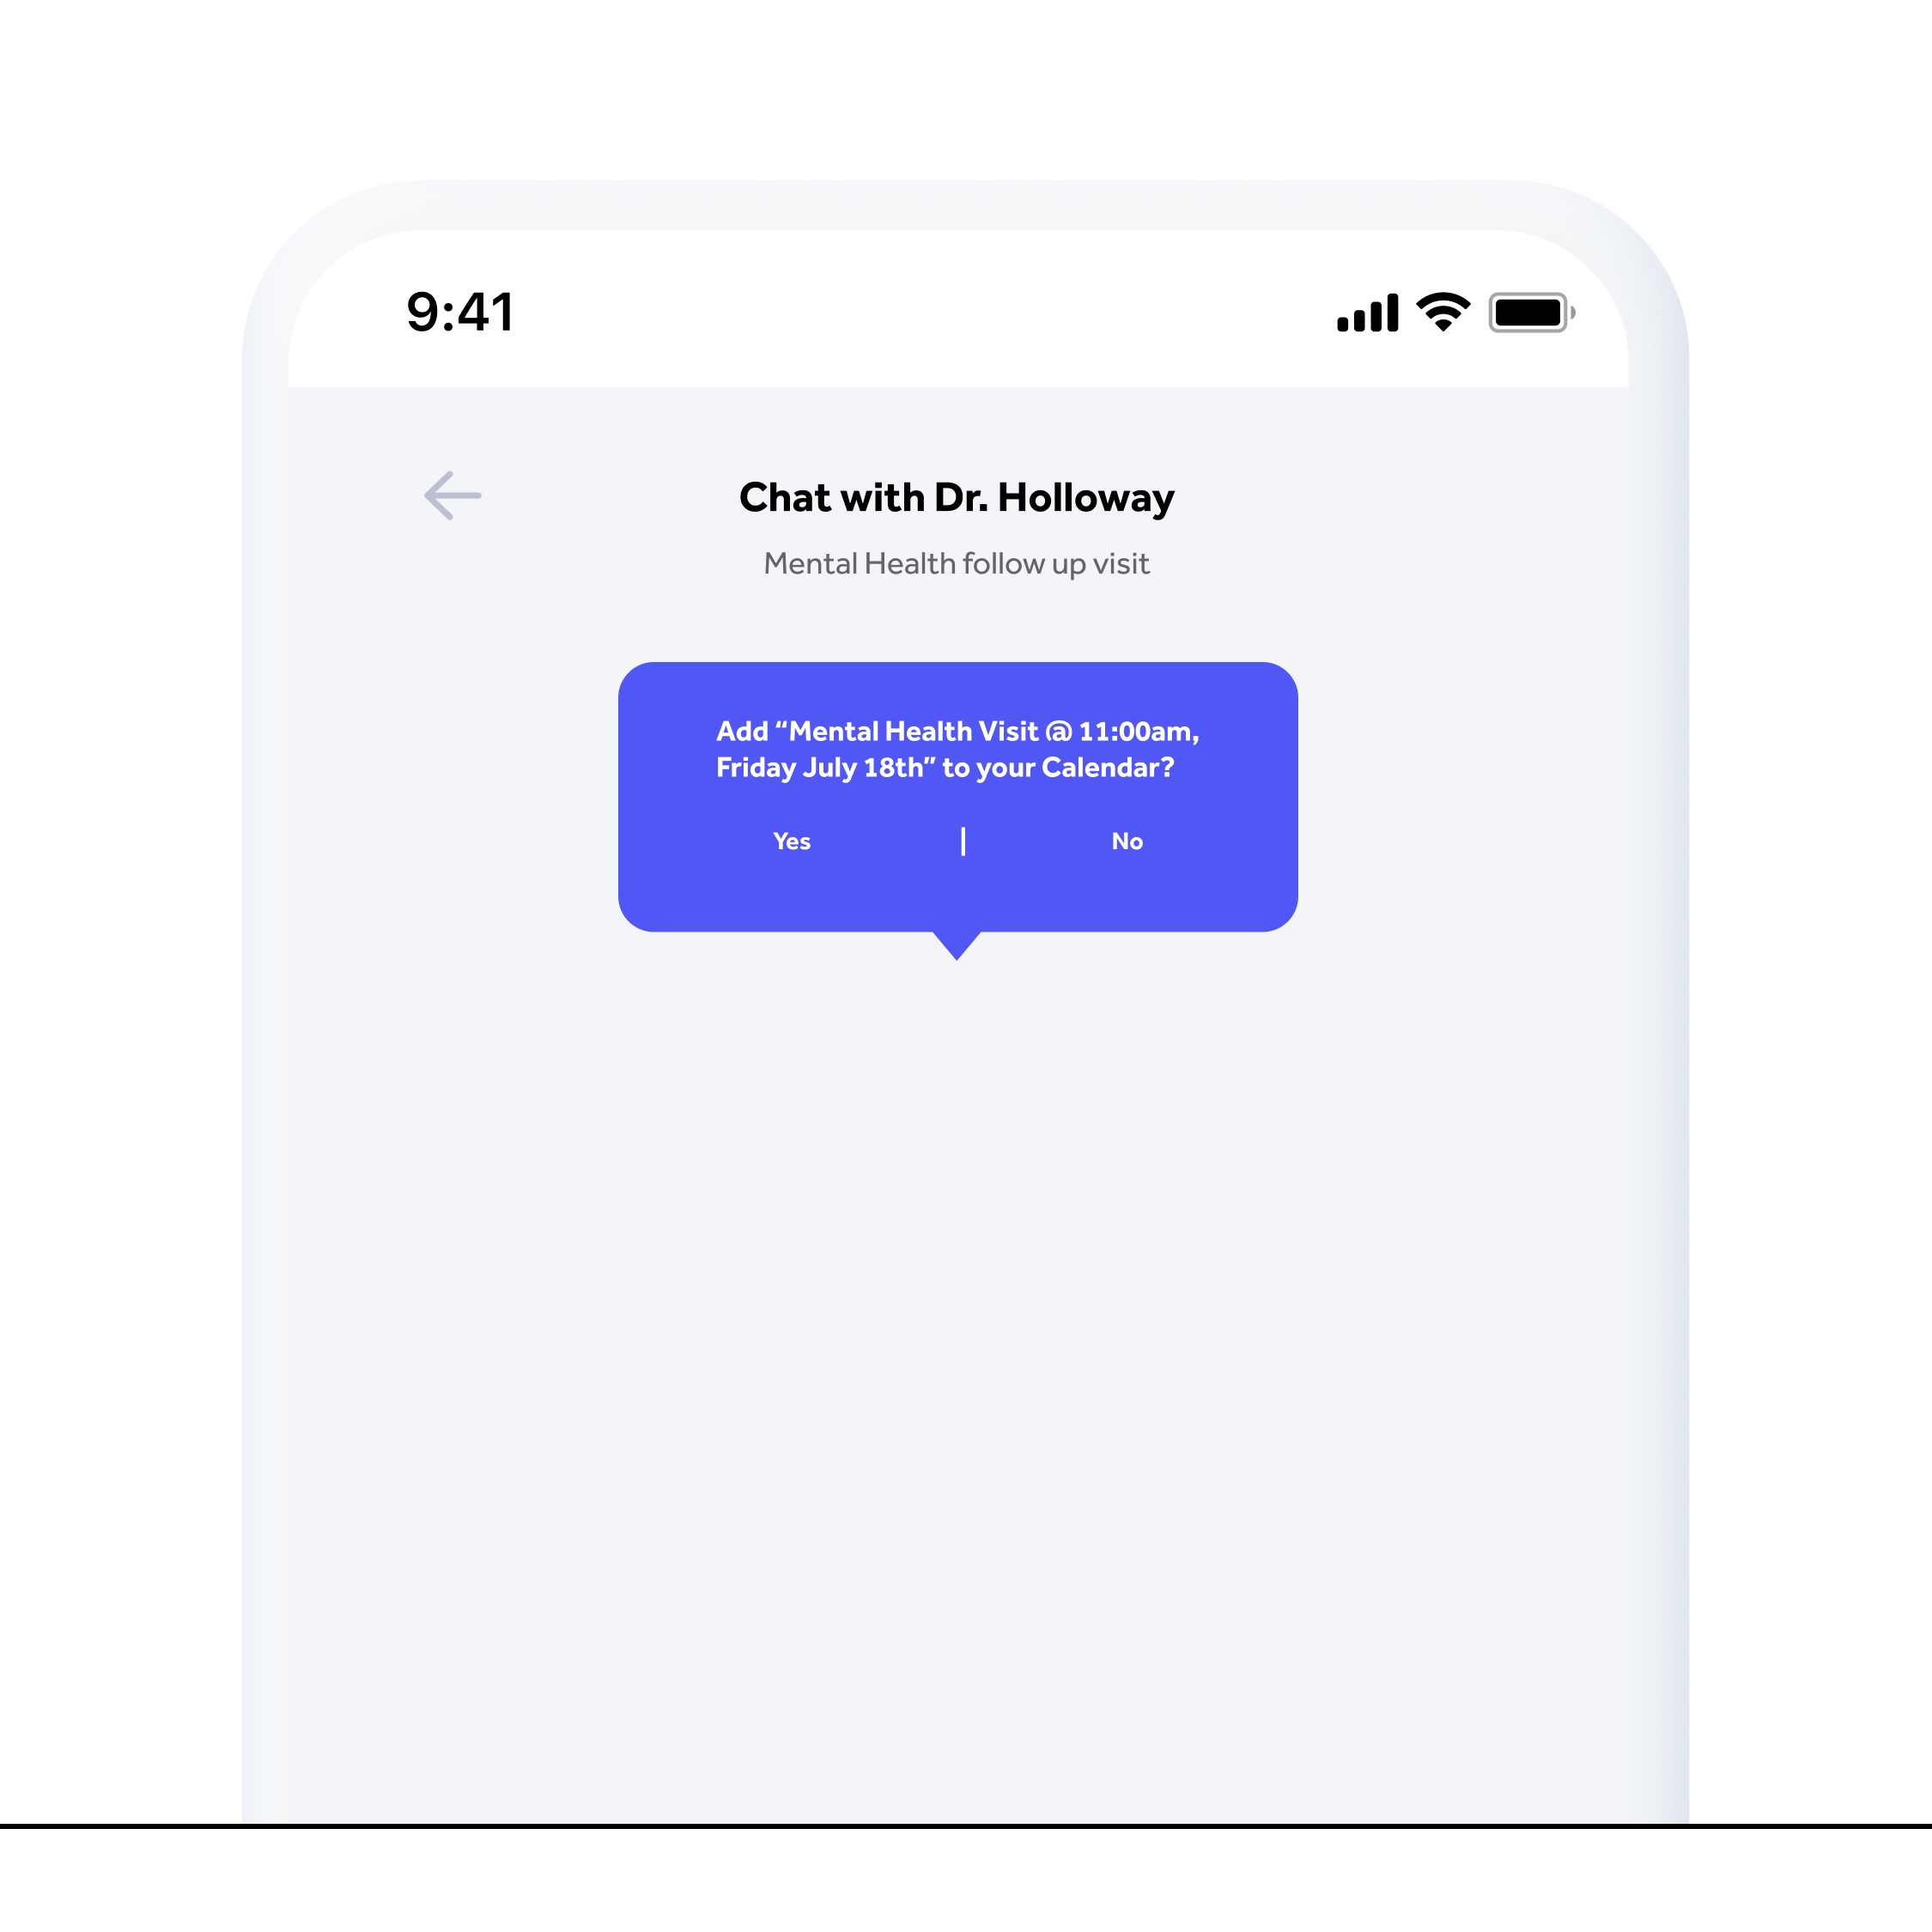 9:41
Chat with Dr. Holloway
Mental Health follow up visit
Add “Mental Health Visit @ 11:00am,
Friday July 18th” to your Calendar?
Yes | No